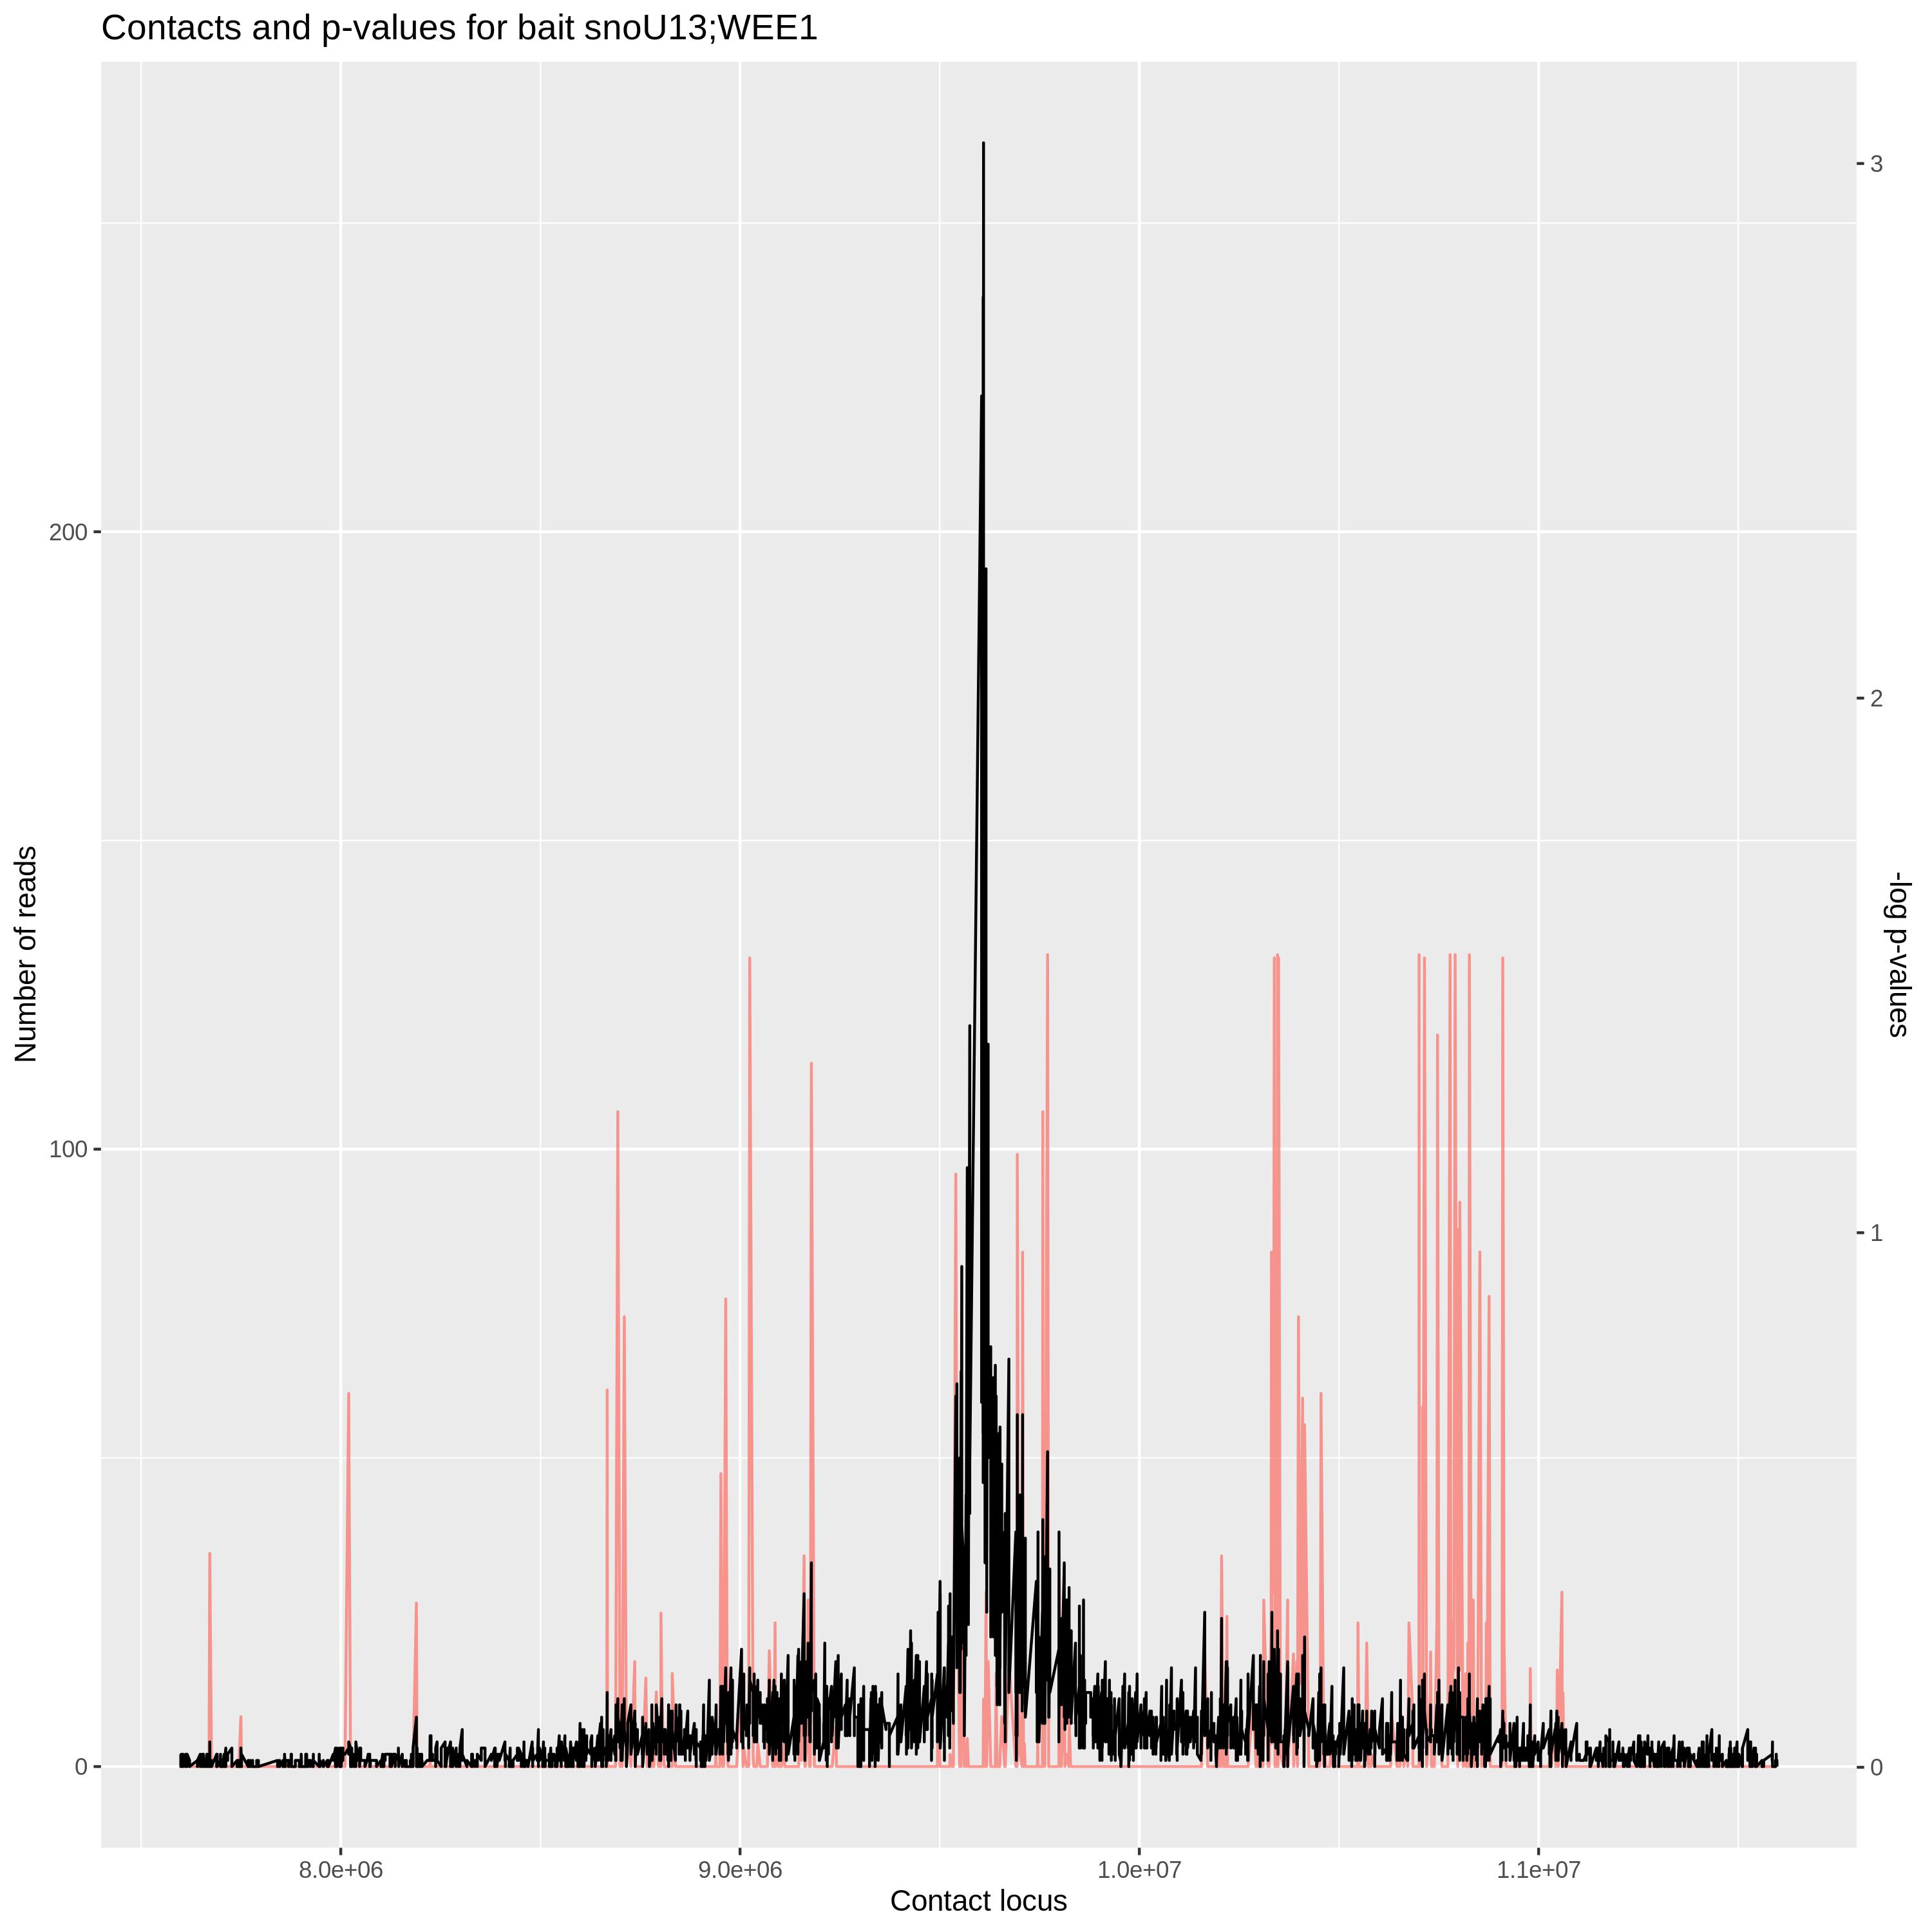 Contacts and p-values for bait snoU13;WEE1
3
200
2
Number of reads
-log p-values
1
100
0
0
8.0e+06
9.0e+06
1.0e+07
1.1e+07
Contact locus